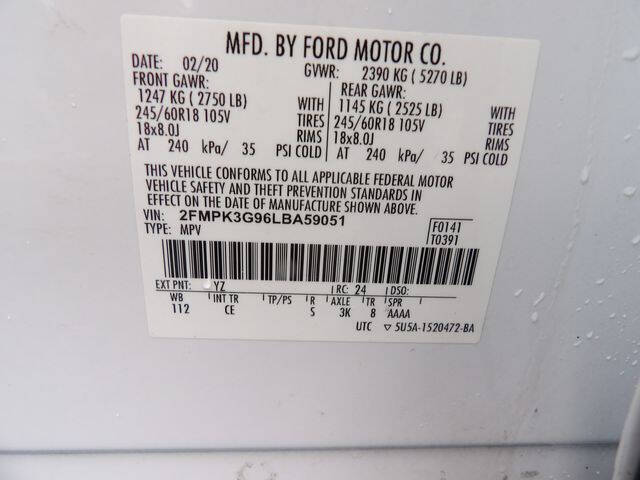 MFD. BY FORD MOTOR CO.
DATE: 02/20 GVWR: 2390 KG ( 5270 LB)
FRONT GAWR: REAR GAWR:
1247 KG ( 2750 LB) WITH 1145 KG ( 2525 LB) WITH
245/60R18 105V TIRES 245/60R18 105V TIRES
18x8.0J RIMS 18x8.0J RIMS
AT 240 kPa/ 35 PSI COLD AT 240 kPa/ 35 PSI COLD
THIS VEHICLE CONFORMS TO ALL APPLICABLE FEDERAL MOTOR
VEHICLE SAFETY AND THEFT PREVENTION STANDARDS IN
EFFECT ON THE DATE OF MANUFACTURE SHOWN ABOVE.
VIN: 2FMPK3G96LBA59051 F0141
TYPE: MPV T0391
EXT PNT: YZ RC: 24 DSO:
WB INT TR TP/PS R AXLE TR SPR
112 CE S 3K 8 AAAA
UTC ▽ 5U5A-1520472-BA